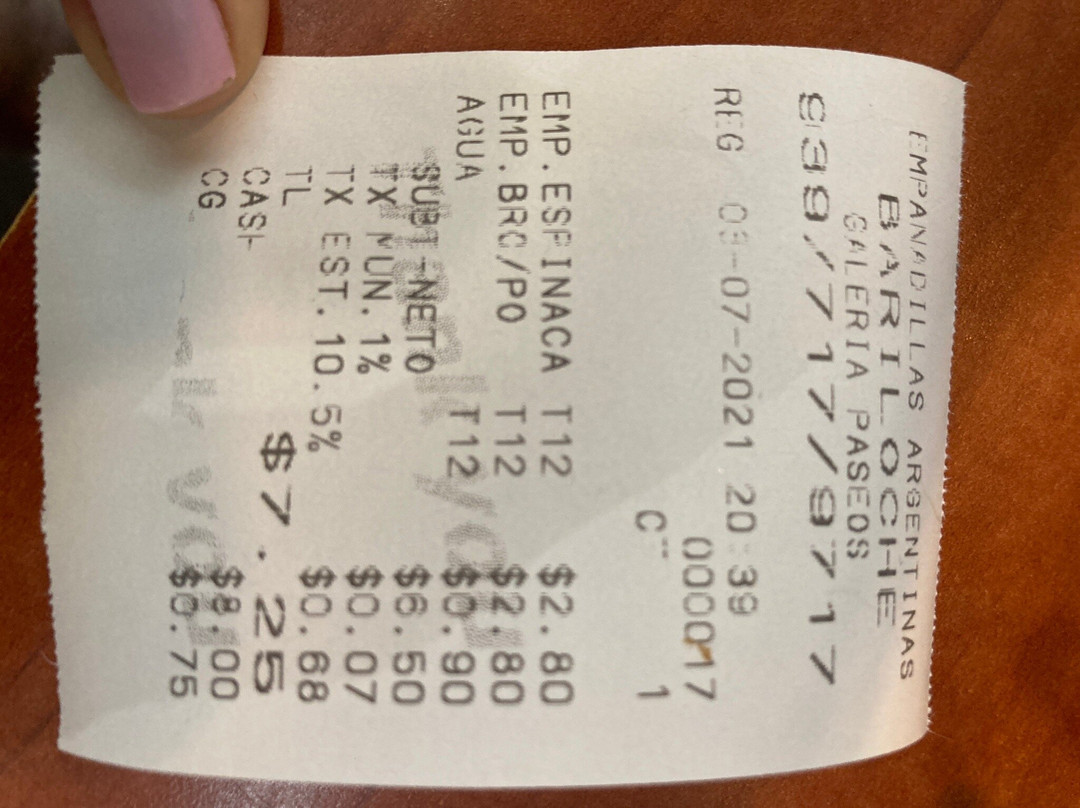 EMPANADILLAS ARGENTINAS
BARILOCHE
GALERIA PASEOS
939/717/9717
REG 03-07-2021 20:39
000017
C-- 1
EMP.ESPINACA T12 $2.80
EMP.BRO/PO T12 $2.80
AGUA T12 $0.90
SUBT-NETO $6.50
TX MUN. 1% $0.07
TX EST. 10.5% $0.68
TL $7.25
CASH $8.00
CG $0.75